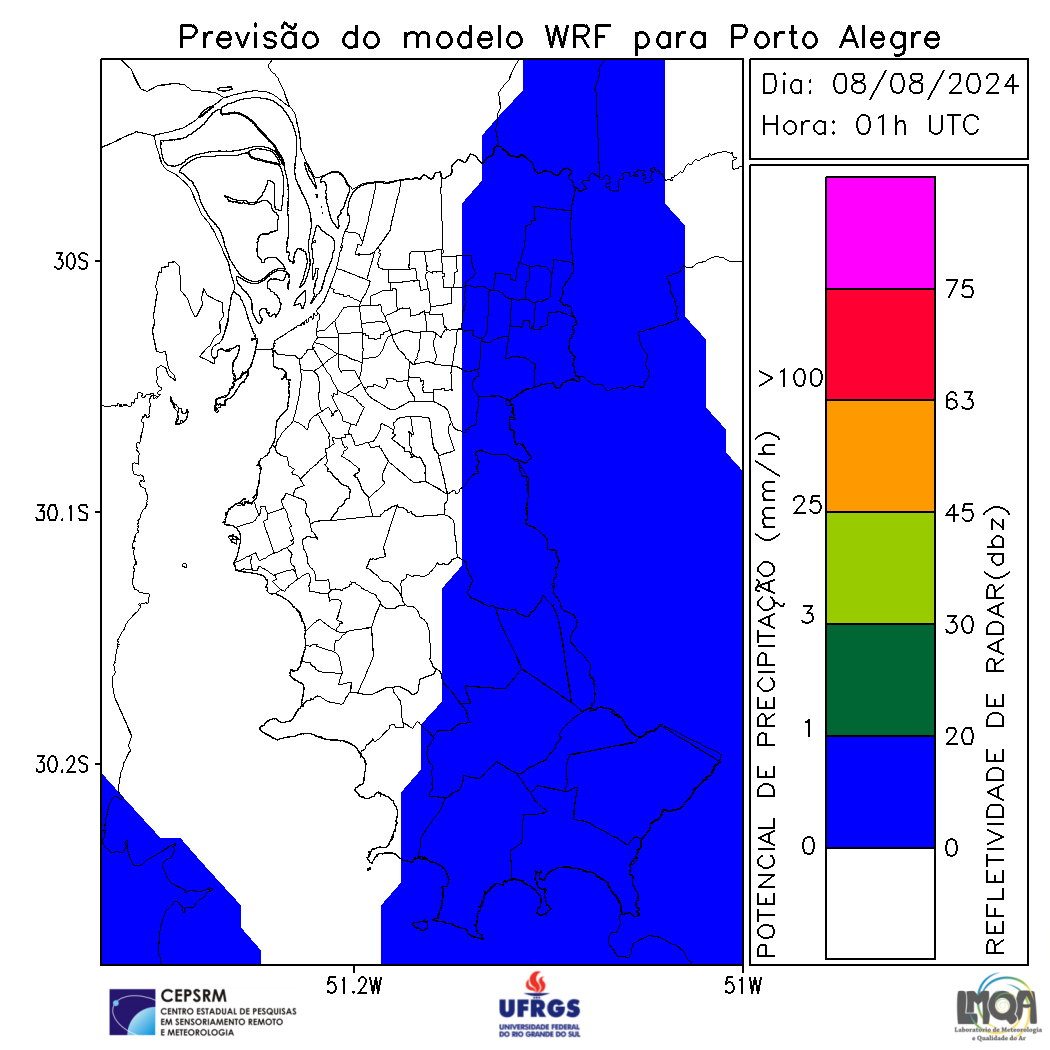 Previsão do modelo WRF para Porto Alegre
Dia: 08/08/2024
Hora: 01h UTC
30S
30.1S
30.2S
51.2W
51W
POTENCIAL DE PRECIPITAÇÃO (mm/h)
>100
25
3
1
0
75
63
45
30
20
0
REFLETIVIDADE DE RADAR(dbz)
CEPSRM
CENTRO ESTADUAL DE PESQUISAS
EM SENSORIAMENTO REMOTO
E METEOROLOGIA
UFRGS
UNIVERSIDADE FEDERAL
DO RIO GRANDE DO SUL
LMQA
Laboratório de Meteorologia
e Qualidade do Ar